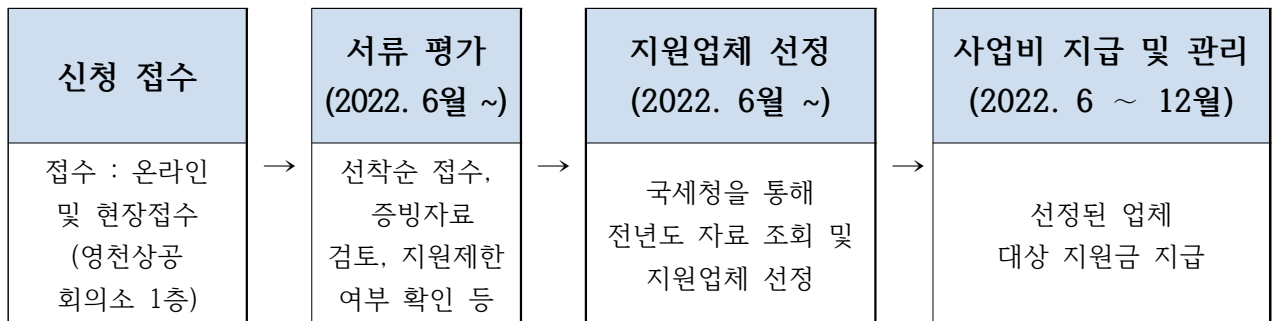 신청 접수
접수 : 온라인
및 현장접수
(영천상공
회의소 1층)
→
서류 평가
(2022. 6월 ~)
선착순 접수,
증빙자료
검토, 지원제한
여부 확인 등
→
지원업체 선정
(2022. 6월 ~)
국세청을 통해
전년도 자료 조회 및
지원업체 선정
→
사업비 지급 및 관리
(2022. 6 ～ 12월)
선정된 업체
대상 지원금 지급